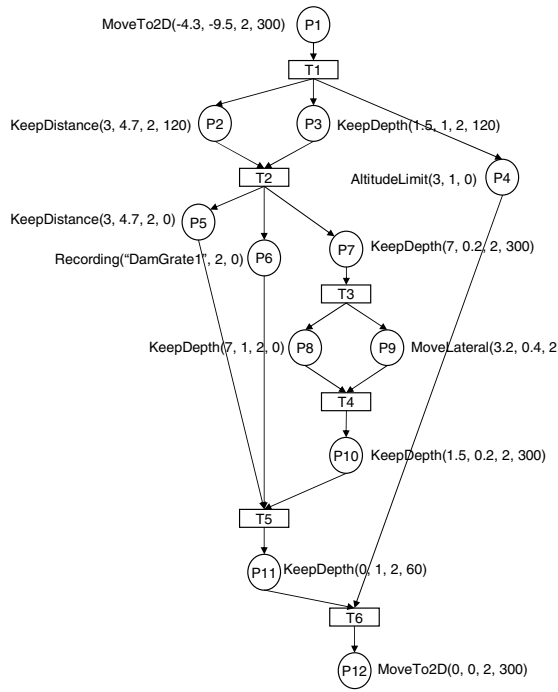 MoveTo2D(-4.3, -9.5, 2, 300) P1
T1
KeepDistance(3, 4.7, 2, 120) P2 P3 KeepDepth(1.5, 1, 2, 120)
AltitudeLimit(3, 1, 0) P4
T2
KeepDistance(3, 4.7, 2, 0) P5
Recording(“DamGrate1”, 2, 0) P6 P7 KeepDepth(7, 0.2, 2, 300)
T3
KeepDepth(7, 1, 2, 0) P8 P9 MoveLateral(3.2, 0.4, 2
T4
P10 KeepDepth(1.5, 0.2, 2, 300)
T5
P11 KeepDepth(0, 1, 2, 60)
T6
P12 MoveTo2D(0, 0, 2, 300)